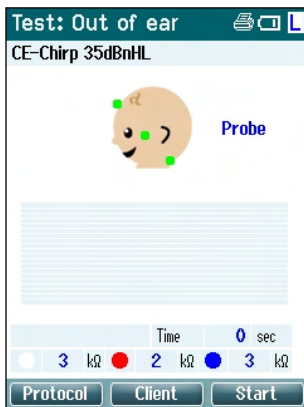 Test: Out of ear L
CE-Chirp 35dBnHL
Probe
Time 0 sec
3 kΩ 2 kΩ 3 kΩ
Protocol Client Start